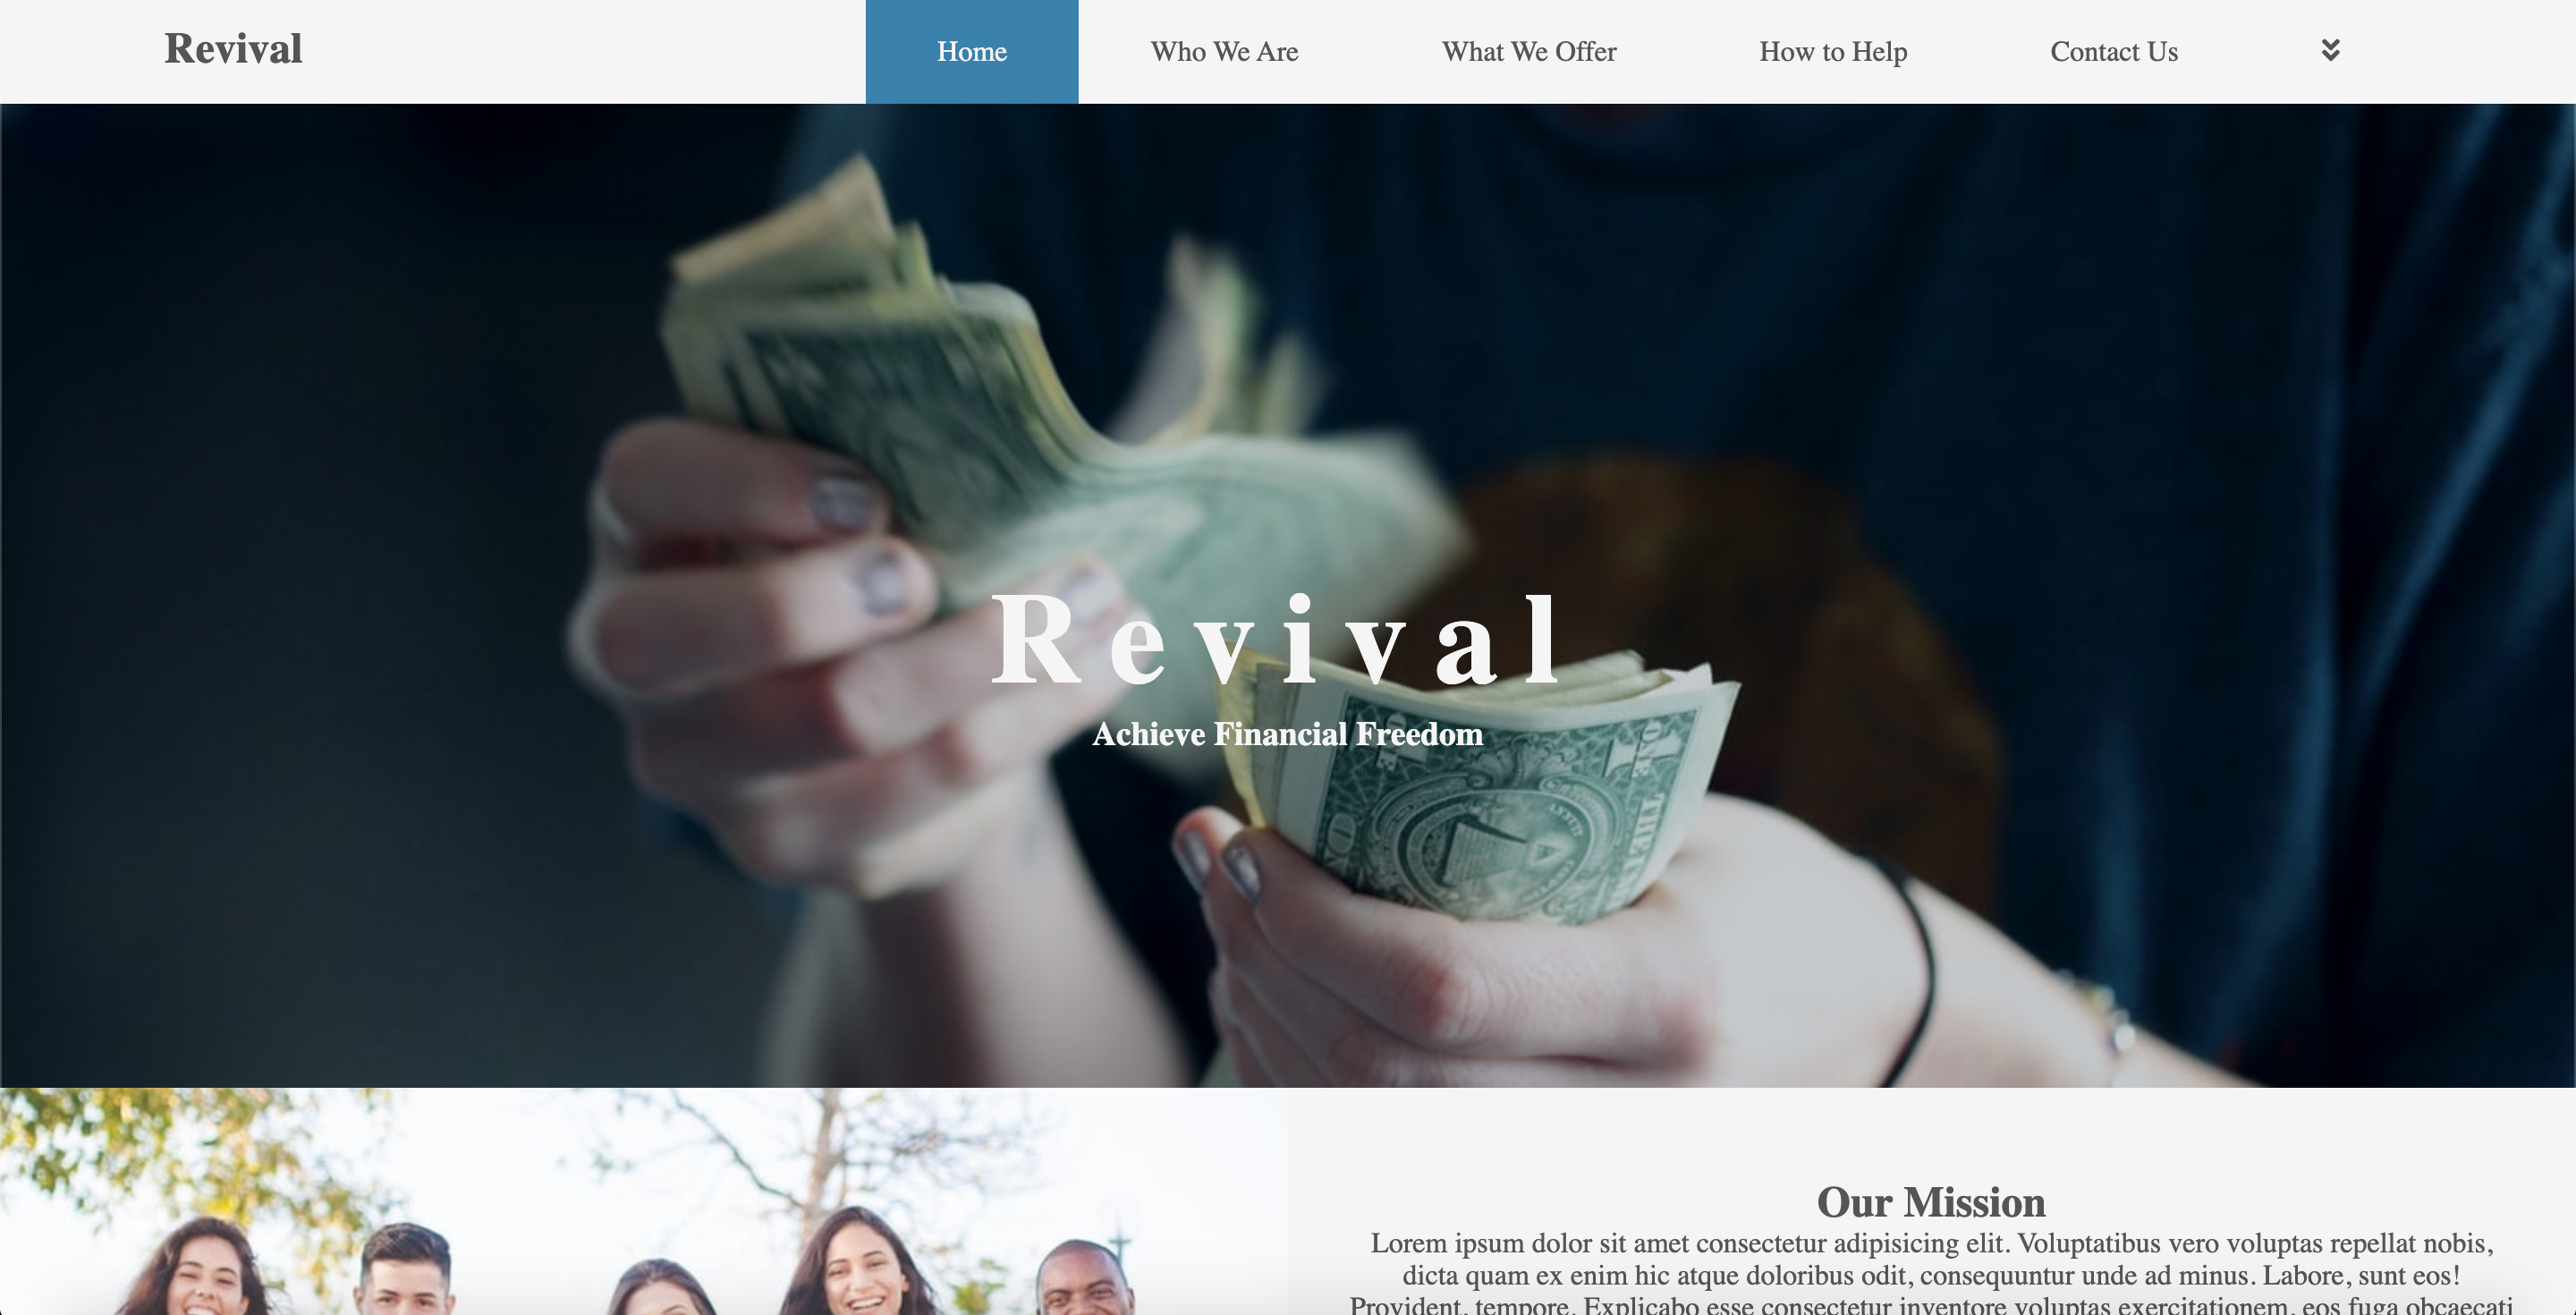 Revival
Home
Who We Are
What We Offer
How to Help
Contact Us
Revival
Achieve Financial Freedom
Our Mission
Lorem ipsum dolor sit amet consectetur adipisicing elit. Voluptatibus vero voluptas repellat nobis,
dicta quam ex enim hic atque doloribus odit, consequuntur unde ad minus. Labore, sunt eos!
Provident, tempore. Explicabo esse consectetur inventore voluptas exercitationem, eos fuga obcaecati